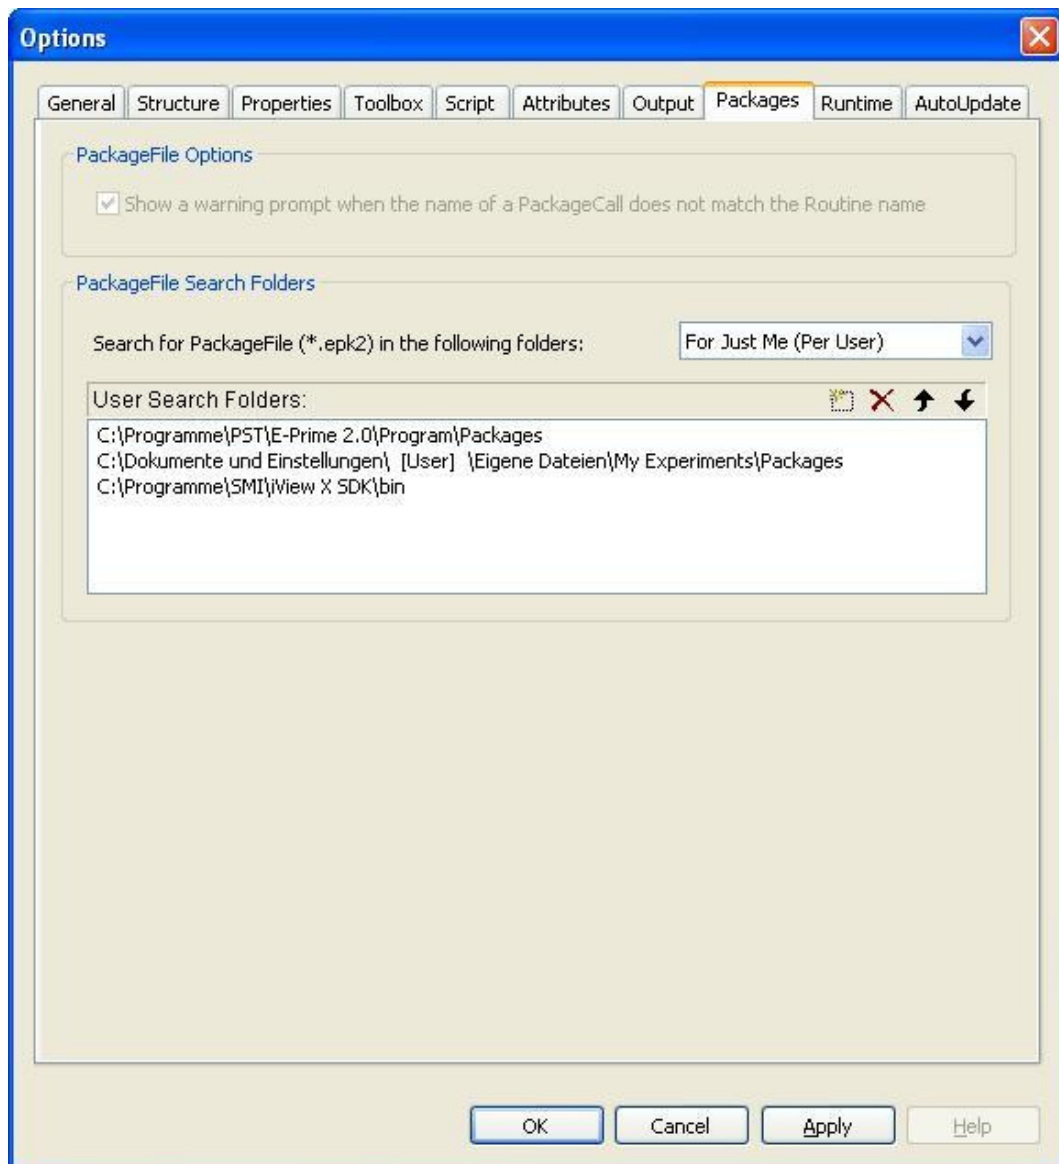 Options
General Structure Properties Toolbox Script Attributes Output Packages Runtime AutoUpdate
PackageFile Options
Show a warning prompt when the name of a PackageCall does not match the Routine name
PackageFile Search Folders
Search for PackageFile (*.epk2) in the following folders: For Just Me (Per User)
User Search Folders:
C:\Programme\PST\E-Prime 2.0\Program\Packages
C:\Dokumente und Einstellungen\ [User] \Eigene Dateien\My Experiments\Packages
C:\Programme\SMI\iView X SDK\bin
OK Cancel Apply Help